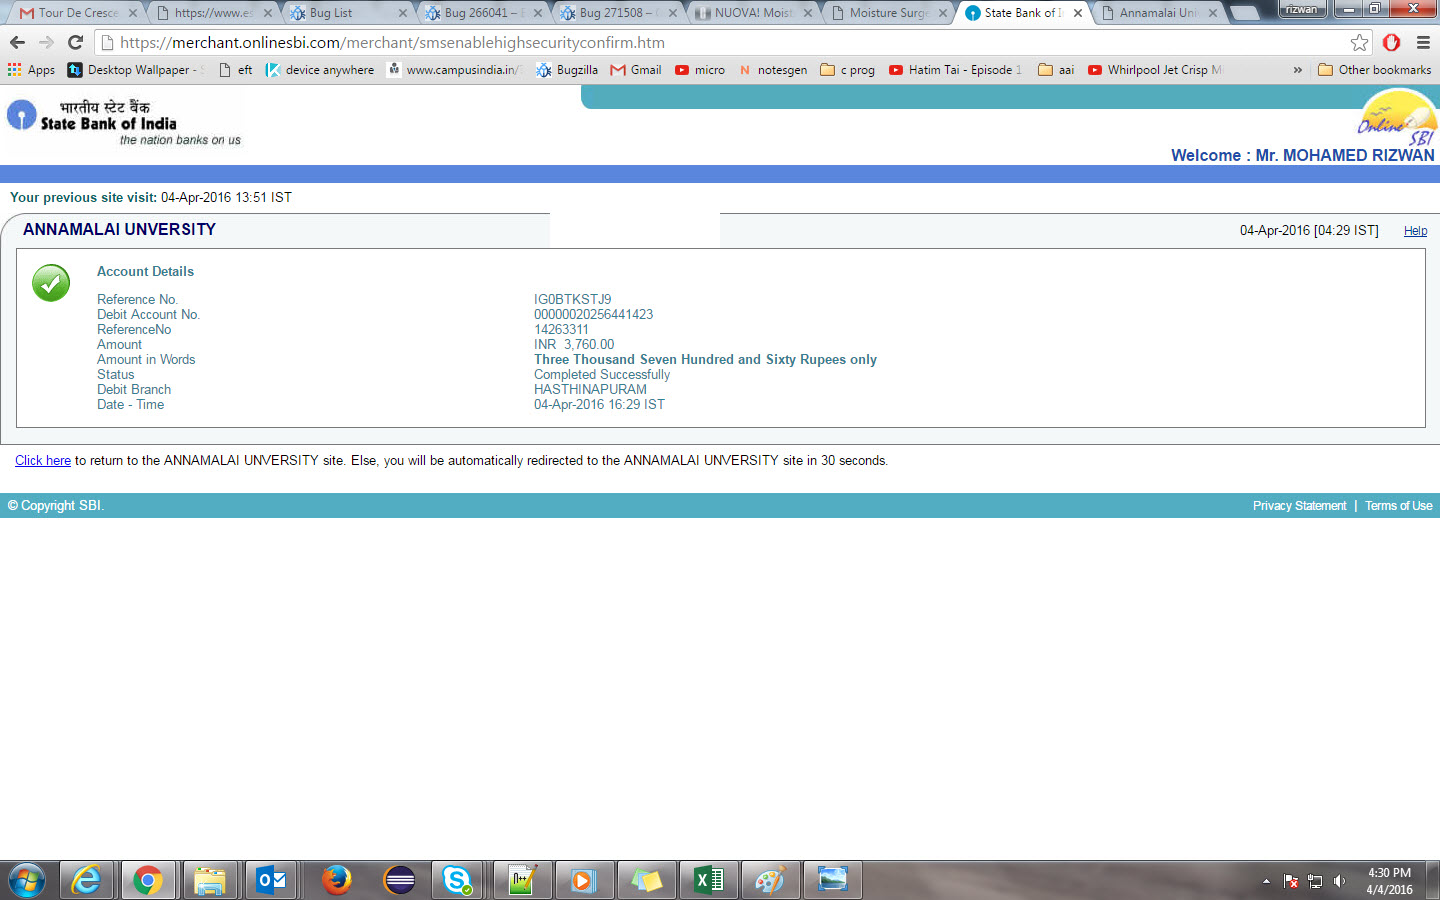 Tour De Cresce
https://www.es
Bug List
Bug 266041 – E
Bug 271508 –
NUOVA! Moist
Moisture Surge
State Bank of I
Annamalai Uni
rizwan
https://merchant.onlinesbi.com/merchant/smsenablehighsecurityconfirm.htm
Apps
Desktop Wallpaper - S
eft
device anywhere
www.campusindia.in/
Bugzilla
Gmail
micro
notesgen
c prog
Hatim Tai - Episode 1
aai
Whirlpool Jet Crisp M
»
Other bookmarks
भारतीय स्टेट बैंक
State Bank of India
the nation banks on us
Online SBI
Welcome : Mr. MOHAMED RIZWAN
Your previous site visit: 04-Apr-2016 13:51 IST
ANNAMALAI UNVERSITY
04-Apr-2016 [04:29 IST] Help
Account Details
Reference No. IG0BTKSTJ9
Debit Account No. 00000020256441423
ReferenceNo 14263311
Amount INR 3,760.00
Amount in Words Three Thousand Seven Hundred and Sixty Rupees only
Status Completed Successfully
Debit Branch HASTHINAPURAM
Date - Time 04-Apr-2016 16:29 IST
Click here to return to the ANNAMALAI UNVERSITY site. Else, you will be automatically redirected to the ANNAMALAI UNVERSITY site in 30 seconds.
© Copyright SBI.
Privacy Statement | Terms of Use
4:30 PM
4/4/2016